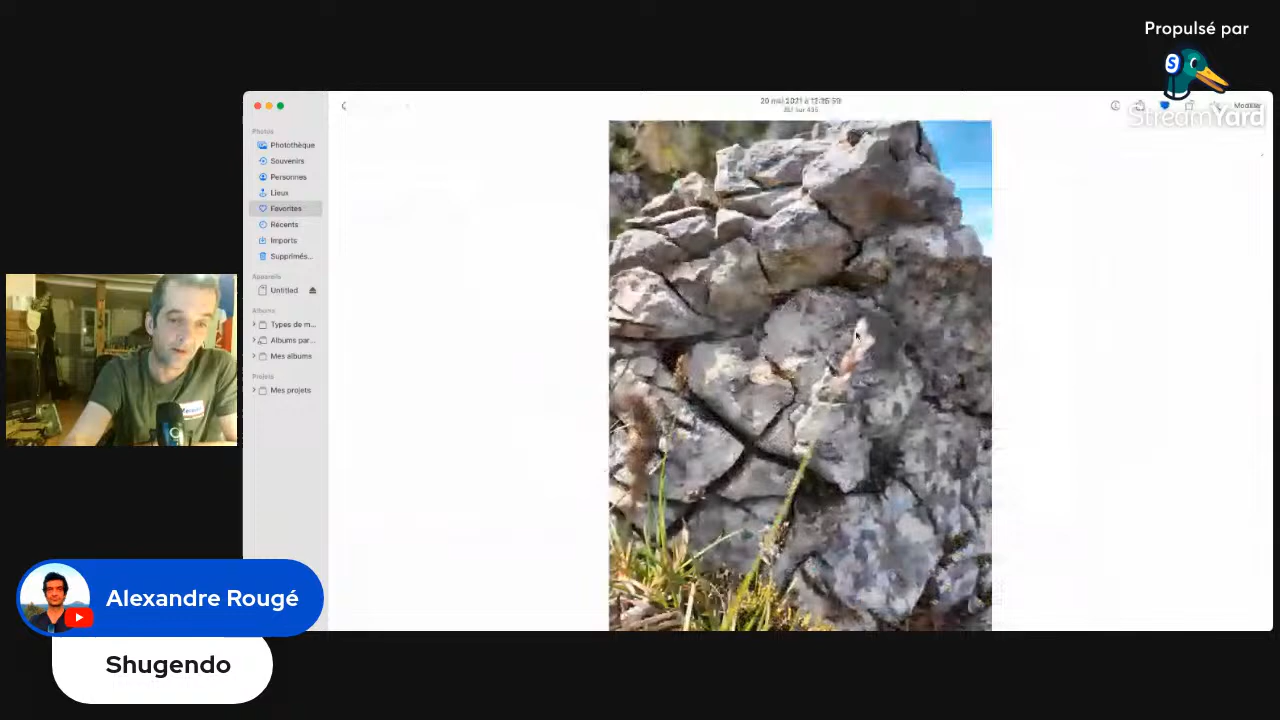 Propulsé par
StreamYard
Photos
Photothèque
Souvenirs
Personnes
Lieux
Favorites
Récents
Imports
Supprimés...
Appareils
Untitled
Albums
Types de m...
Albums par...
Mes albums
Projets
Mes projets
Modifier
Alexandre Rougé
Shugendo